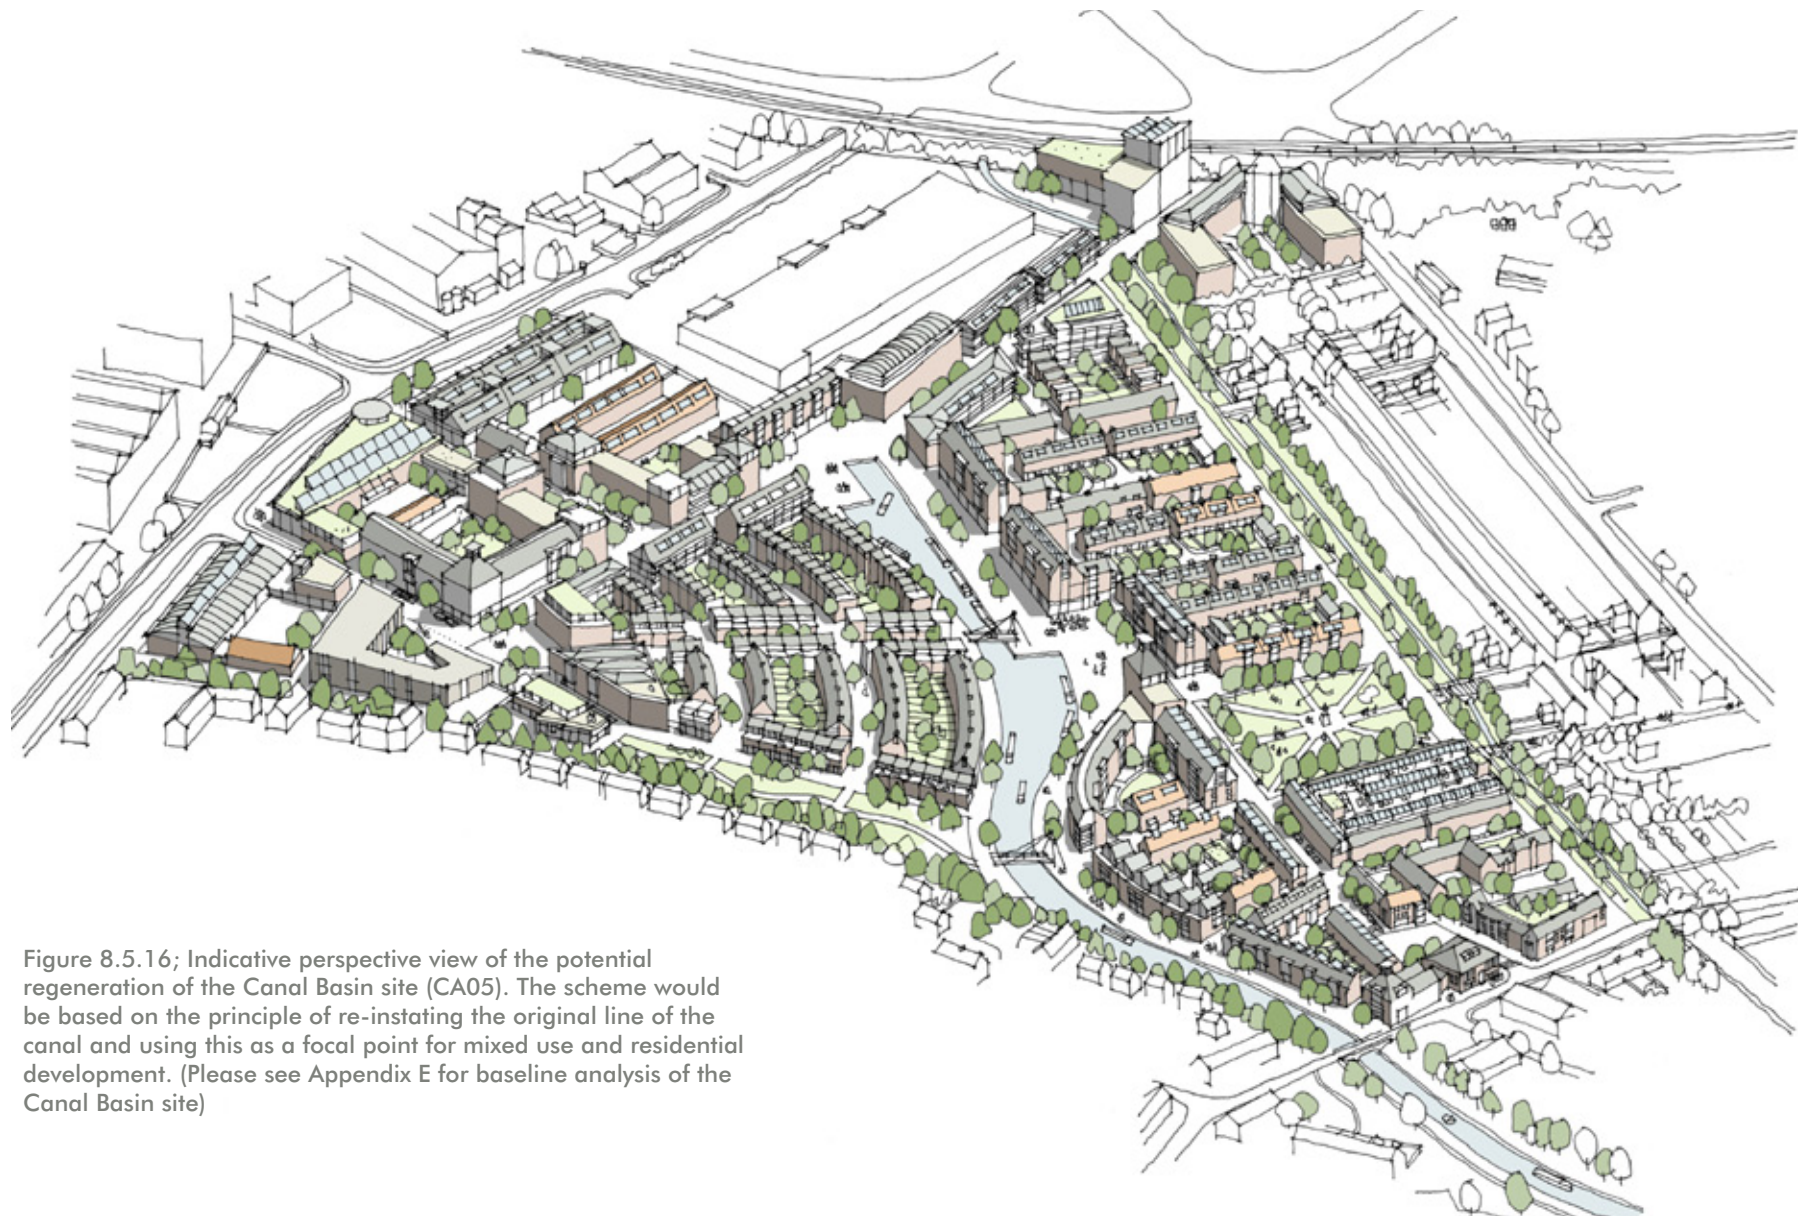 Figure 8.5.16; Indicative perspective view of the potential
regeneration of the Canal Basin site (CA05). The scheme would
be based on the principle of re-instating the original line of the
canal and using this as a focal point for mixed use and residential
development. (Please see Appendix E for baseline analysis of the
Canal Basin site)